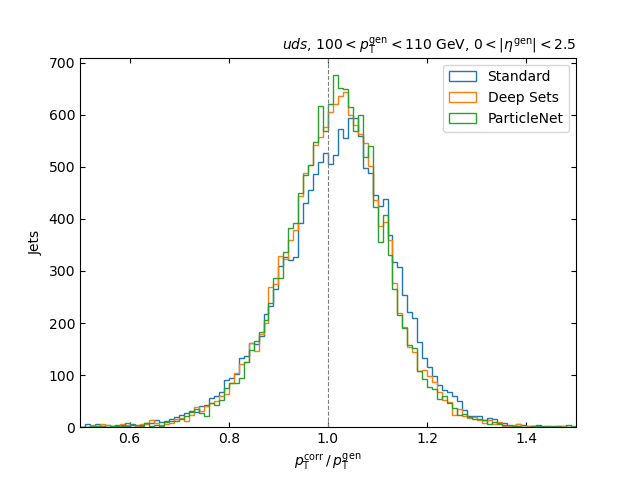 uds, 100 < p_T^gen < 110 GeV, 0 < |η^gen| < 2.5
700
600
500
400
300
200
100
0
Jets
Standard
Deep Sets
ParticleNet
0.6
0.8
1.0
1.2
1.4
p_T^corr / p_T^gen